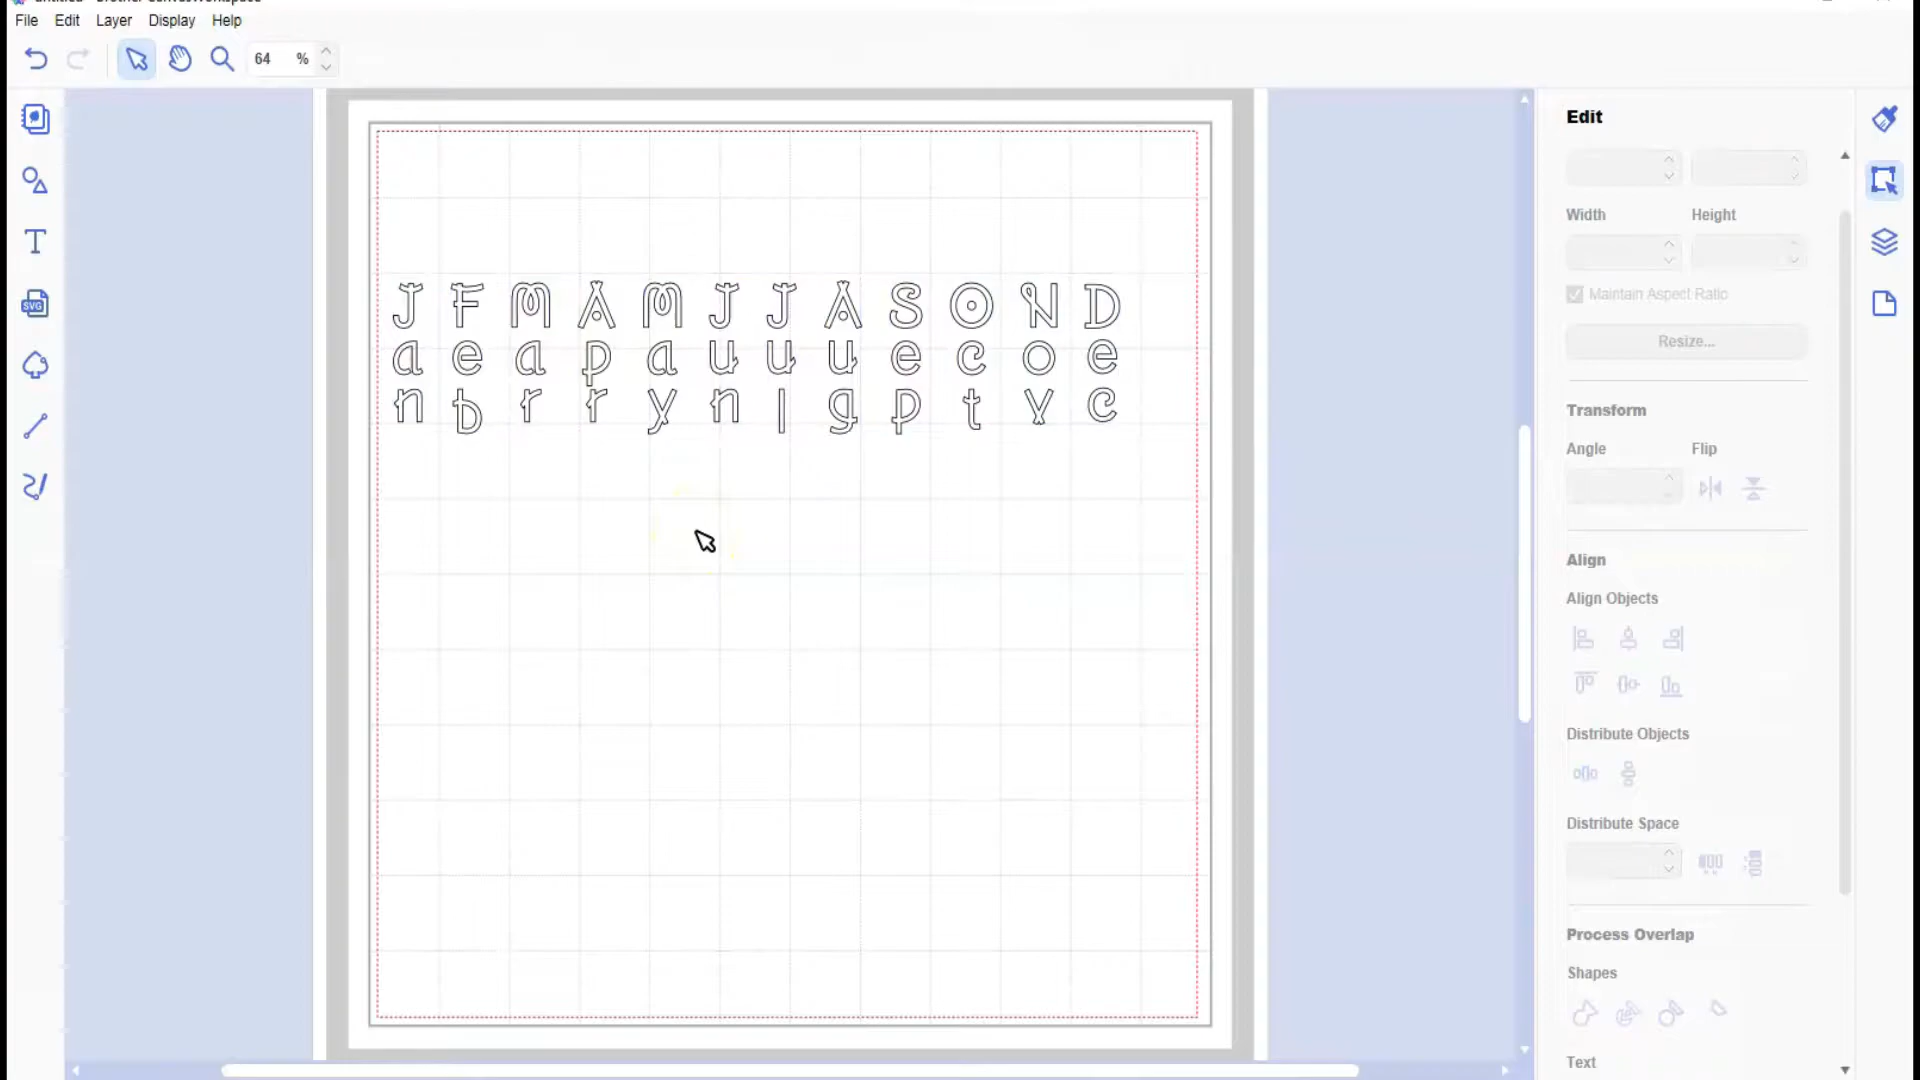 File Edit Layer Display Help
64 %
J F M A M J J A S O N D
a e a p a u u u e c o e
n b r r y n l g p t v c
SVG
Edit
Width Height
Maintain Aspect Ratio
Resize...
Transform
Angle Flip
Align
Align Objects
Distribute Objects
Distribute Space
Process Overlap
Shapes
Text